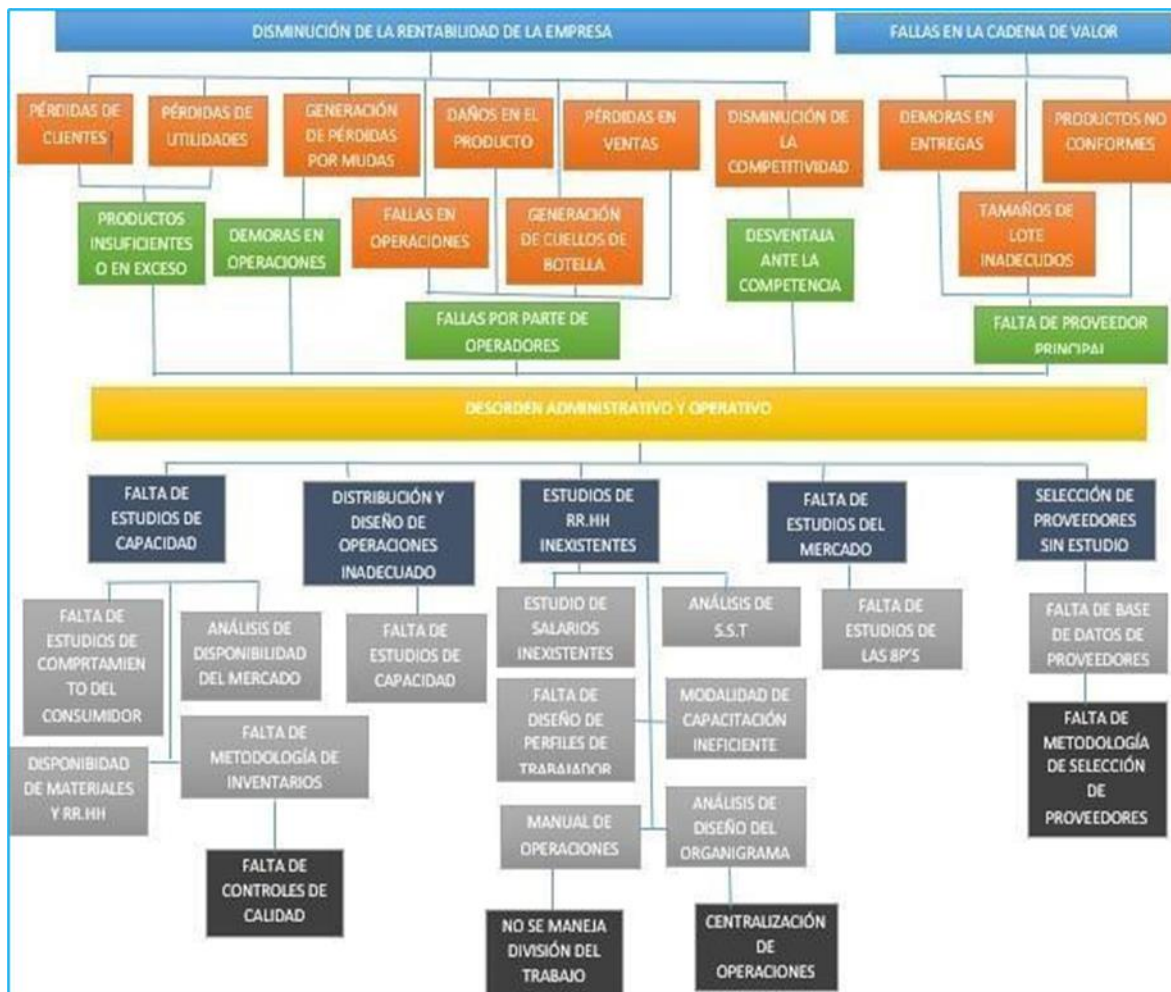 DISMINUCIÓN DE LA RENTABILIDAD DE LA EMPRESA
FALLAS EN LA CADENA DE VALOR
PÉRDIDAS DE
CLIENTES
PÉRDIDAS DE
UTILIDADES
GENERACIÓN
DE PÉRDIDAS
POR MUDAS
DAÑOS EN EL
PRODUCTO
PÉRDIDAS EN
VENTAS
DISMINUCIÓN DE
LA
COMPETITIVIDAD
DEMORAS EN
ENTREGAS
PRODUCTOS NO
CONFORMES
PRODUCTOS
INSUFICIENTES
O EN EXCESO
DEMORAS EN
OPERACIONES
FALLAS EN
OPERACIONES
GENERACIÓN
DE CUELLOS DE
BOTELLA
DESVENTAJA
ANTE LA
COMPETENCIA
TAMAÑOS DE
LOTE
INADECUDOS
FALLAS POR PARTE DE
OPERADORES
FALTA DE PROVEEDOR
PRINCIPAL
DESORDEN ADMINISTRATIVO Y OPERATIVO
FALTA DE
ESTUDIOS DE
CAPACIDAD
DISTRIBUCIÓN Y
DISEÑO DE
OPERACIONES
INADECUADO
ESTUDIOS DE
RR.HH
INEXISTENTES
FALTA DE
ESTUDIOS DEL
MERCADO
SELECCIÓN DE
PROVEEDORES
SIN ESTUDIO
FALTA DE
ESTUDIOS DE
COMPRTAMIEN
TO DEL
CONSUMIDOR
ANÁLISIS DE
DISPONIBILIDAD
DEL MERCADO
FALTA DE
ESTUDIOS DE
CAPACIDAD
ESTUDIO DE
SALARIOS
INEXISTENTES
ANÁLISIS DE
S.S.T
FALTA DE
ESTUDIOS DE
LAS 8P'S
FALTA DE BASE
DE DATOS DE
PROVEEDORES
DISPONIBIDAD
DE MATERIALES
Y RR.HH
FALTA DE
METODOLOGÍA DE
INVENTARIOS
FALTA DE
DISEÑO DE
PERFILES DE
TRABAJADOR
MODALIDAD DE
CAPACITACIÓN
INEFICIENTE
FALTA DE
METODOLOGÍA
DE SELECCIÓN
DE
PROVEEDORES
MANUAL DE
OPERACIONES
ANÁLISIS DE
DISEÑO DEL
ORGANIGRAMA
FALTA DE
CONTROLES DE
CALIDAD
NO SE MANEJA
DIVISIÓN DEL
TRABAJO
CENTRALIZACIÓN
DE
OPERACIONES